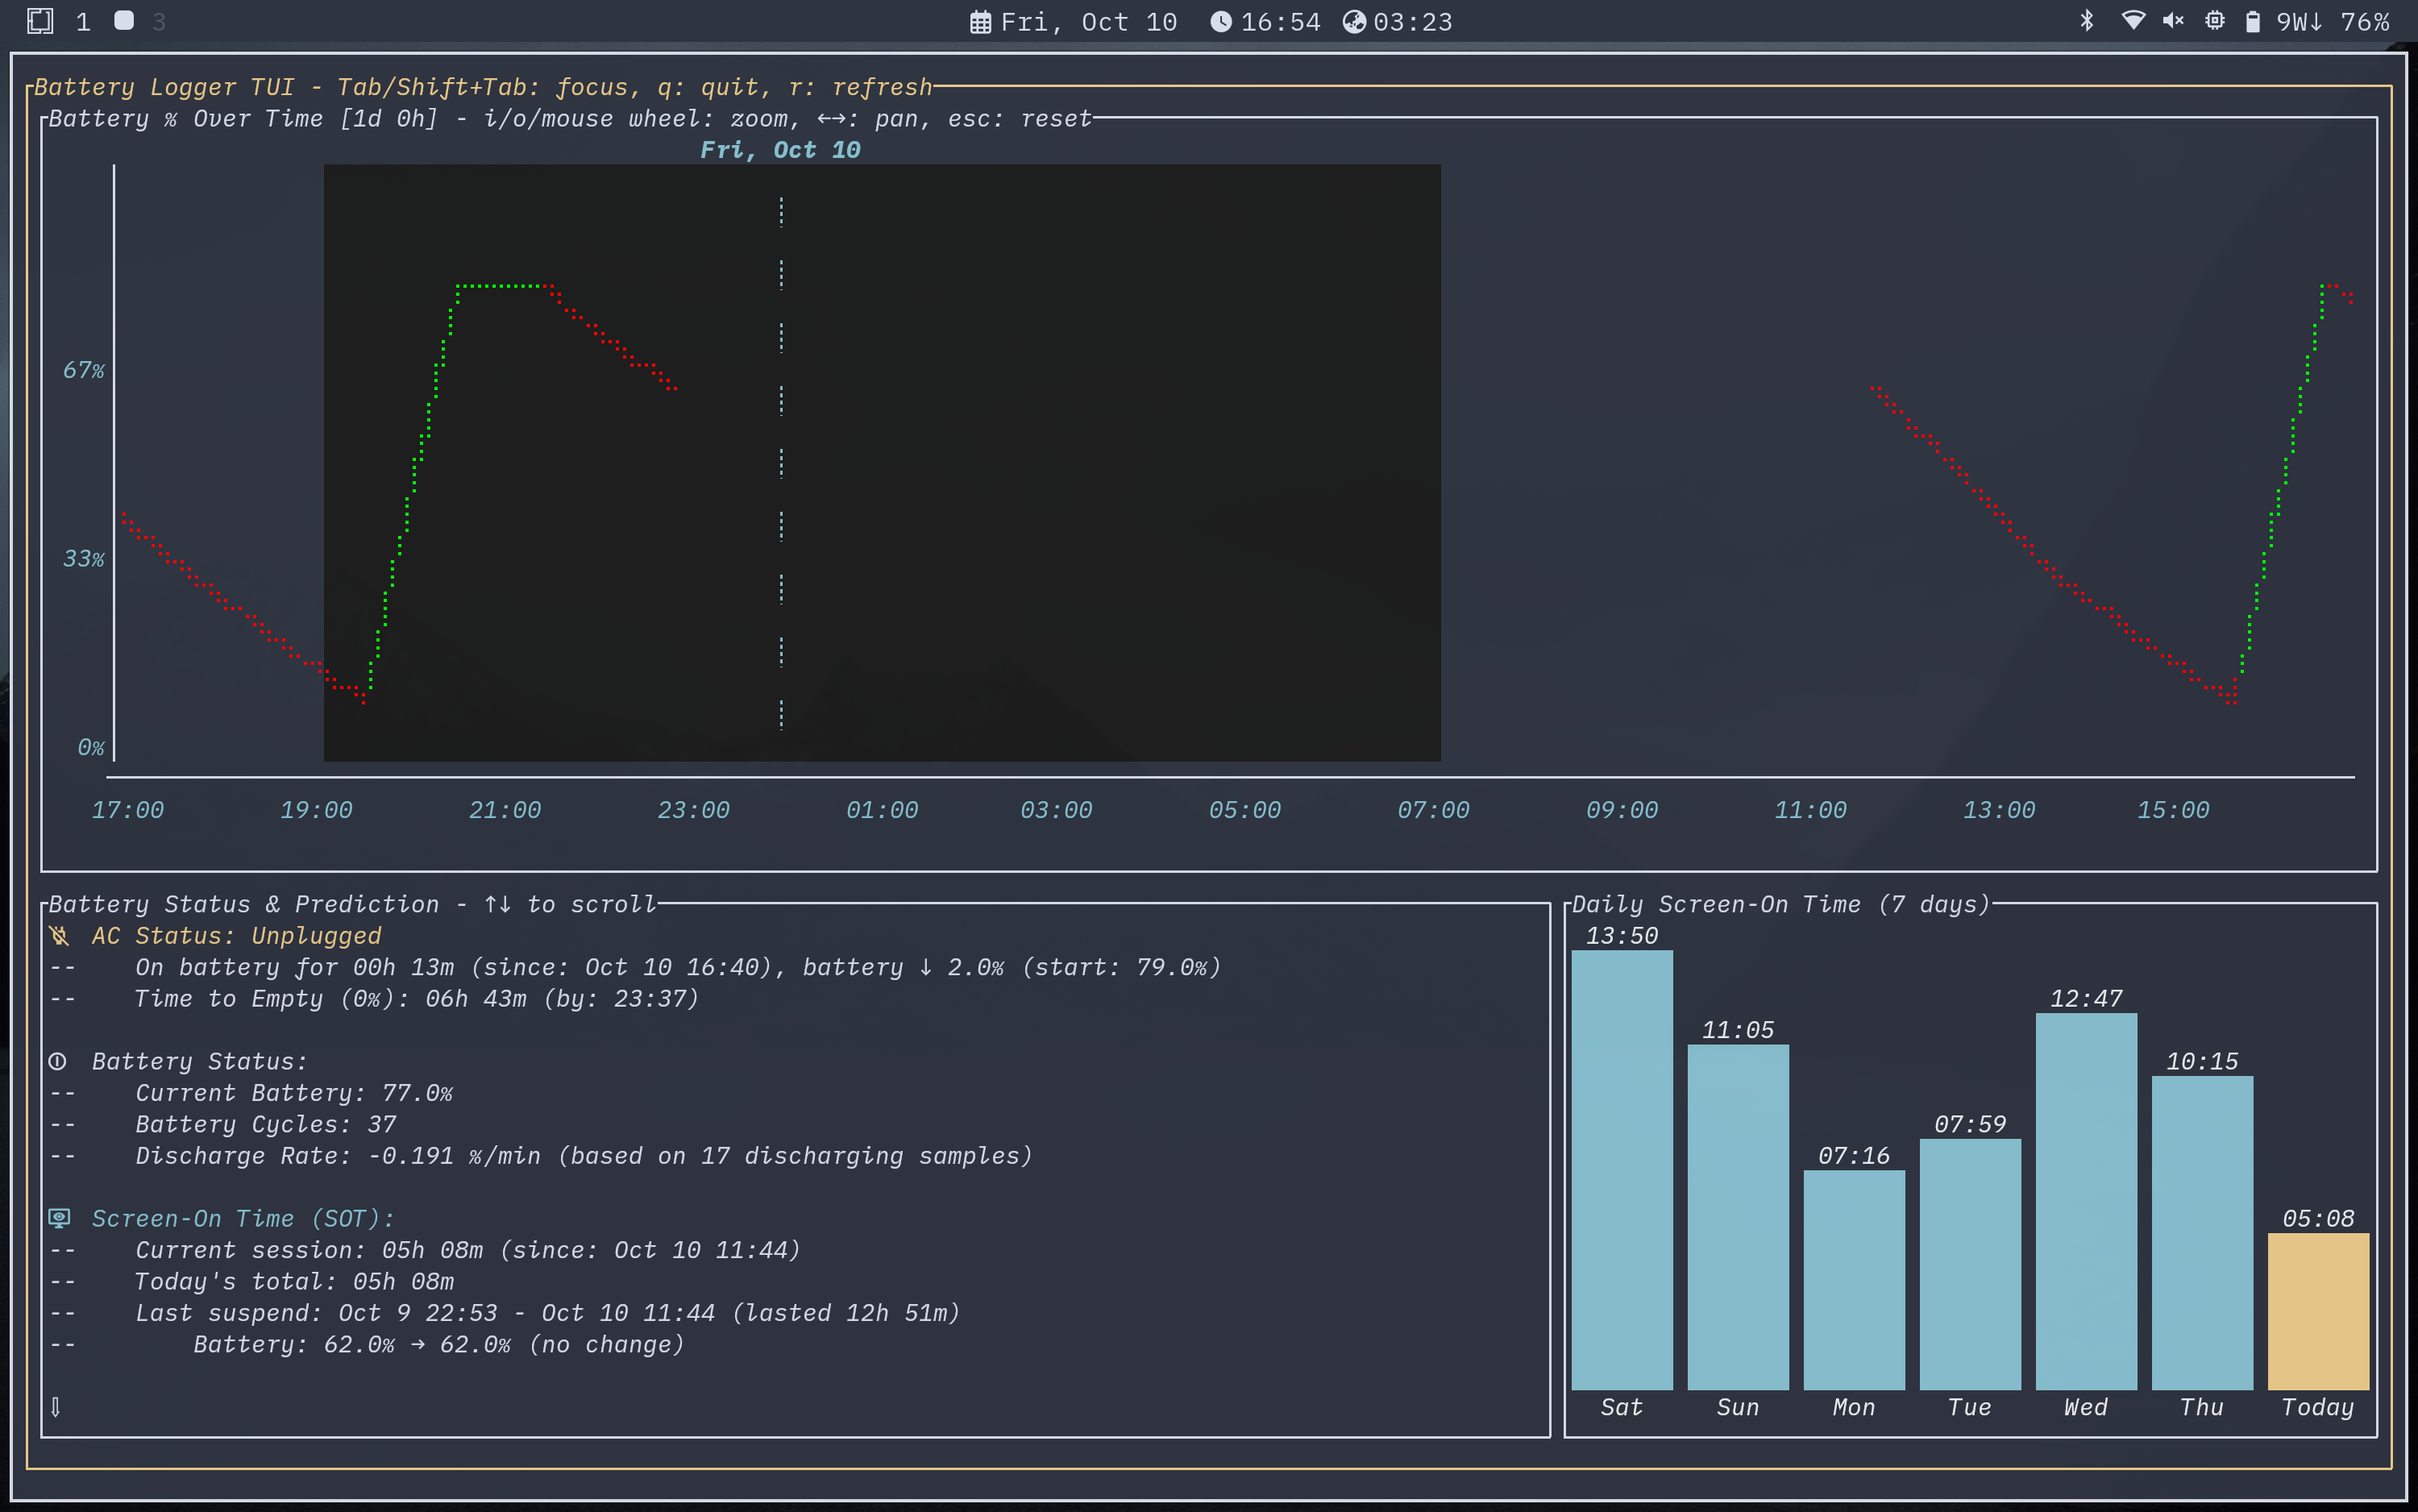 1 3 Fri, Oct 10 16:54 03:23 9W↓ 76%
Battery Logger TUI - Tab/Shift+Tab: focus, q: quit, r: refresh
Battery % Over Time [1d 0h] - i/o/mouse wheel: zoom, ←→: pan, esc: reset
Fri, Oct 10
67%
33%
0%
17:00 19:00 21:00 23:00 01:00 03:00 05:00 07:00 09:00 11:00 13:00 15:00
Battery Status & Prediction - ↑↓ to scroll
AC Status: Unplugged
-- On battery for 00h 13m (since: Oct 10 16:40), battery ↓ 2.0% (start: 79.0%)
-- Time to Empty (0%): 06h 43m (by: 23:37)
Battery Status:
-- Current Battery: 77.0%
-- Battery Cycles: 37
-- Discharge Rate: -0.191 %/min (based on 17 discharging samples)
Screen-On Time (SOT):
-- Current session: 05h 08m (since: Oct 10 11:44)
-- Today's total: 05h 08m
-- Last suspend: Oct 9 22:53 - Oct 10 11:44 (lasted 12h 51m)
-- Battery: 62.0% → 62.0% (no change)
⇩
Daily Screen-On Time (7 days)
13:50
12:47
11:05
10:15
07:59
07:16
05:08
Sat Sun Mon Tue Wed Thu Today